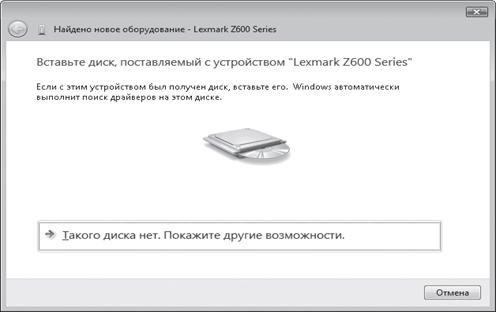 Найдено новое оборудование - Lexmark Z600 Series
Вставьте диск, поставляемый с устройством "Lexmark Z600 Series"
Если с этим устройством был получен диск, вставьте его. Windows автоматически
выполнит поиск драйверов на этом диске.
Такого диска нет. Покажите другие возможности.
Отмена